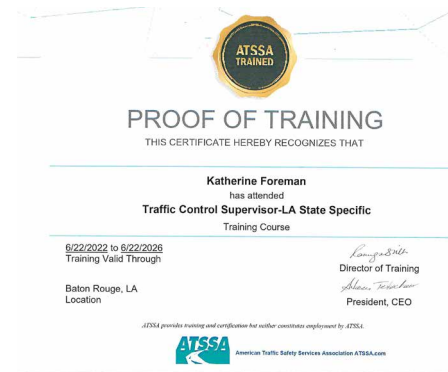 ATSSA
TRAINED
PROOF OF TRAINING
THIS CERTIFICATE HEREBY RECOGNIZES THAT
Katherine Foreman
has attended
Traffic Control Supervisor-LA State Specific
Training Course
6/22/2022 to 6/22/2026
Training Valid Through
Director of Training
Baton Rouge, LA
Location
President, CEO
ATSSA provides training and certification but neither constitutes employment by ATSSA.
ATSSA
American Traffic Safety Services Association ATSSA.com